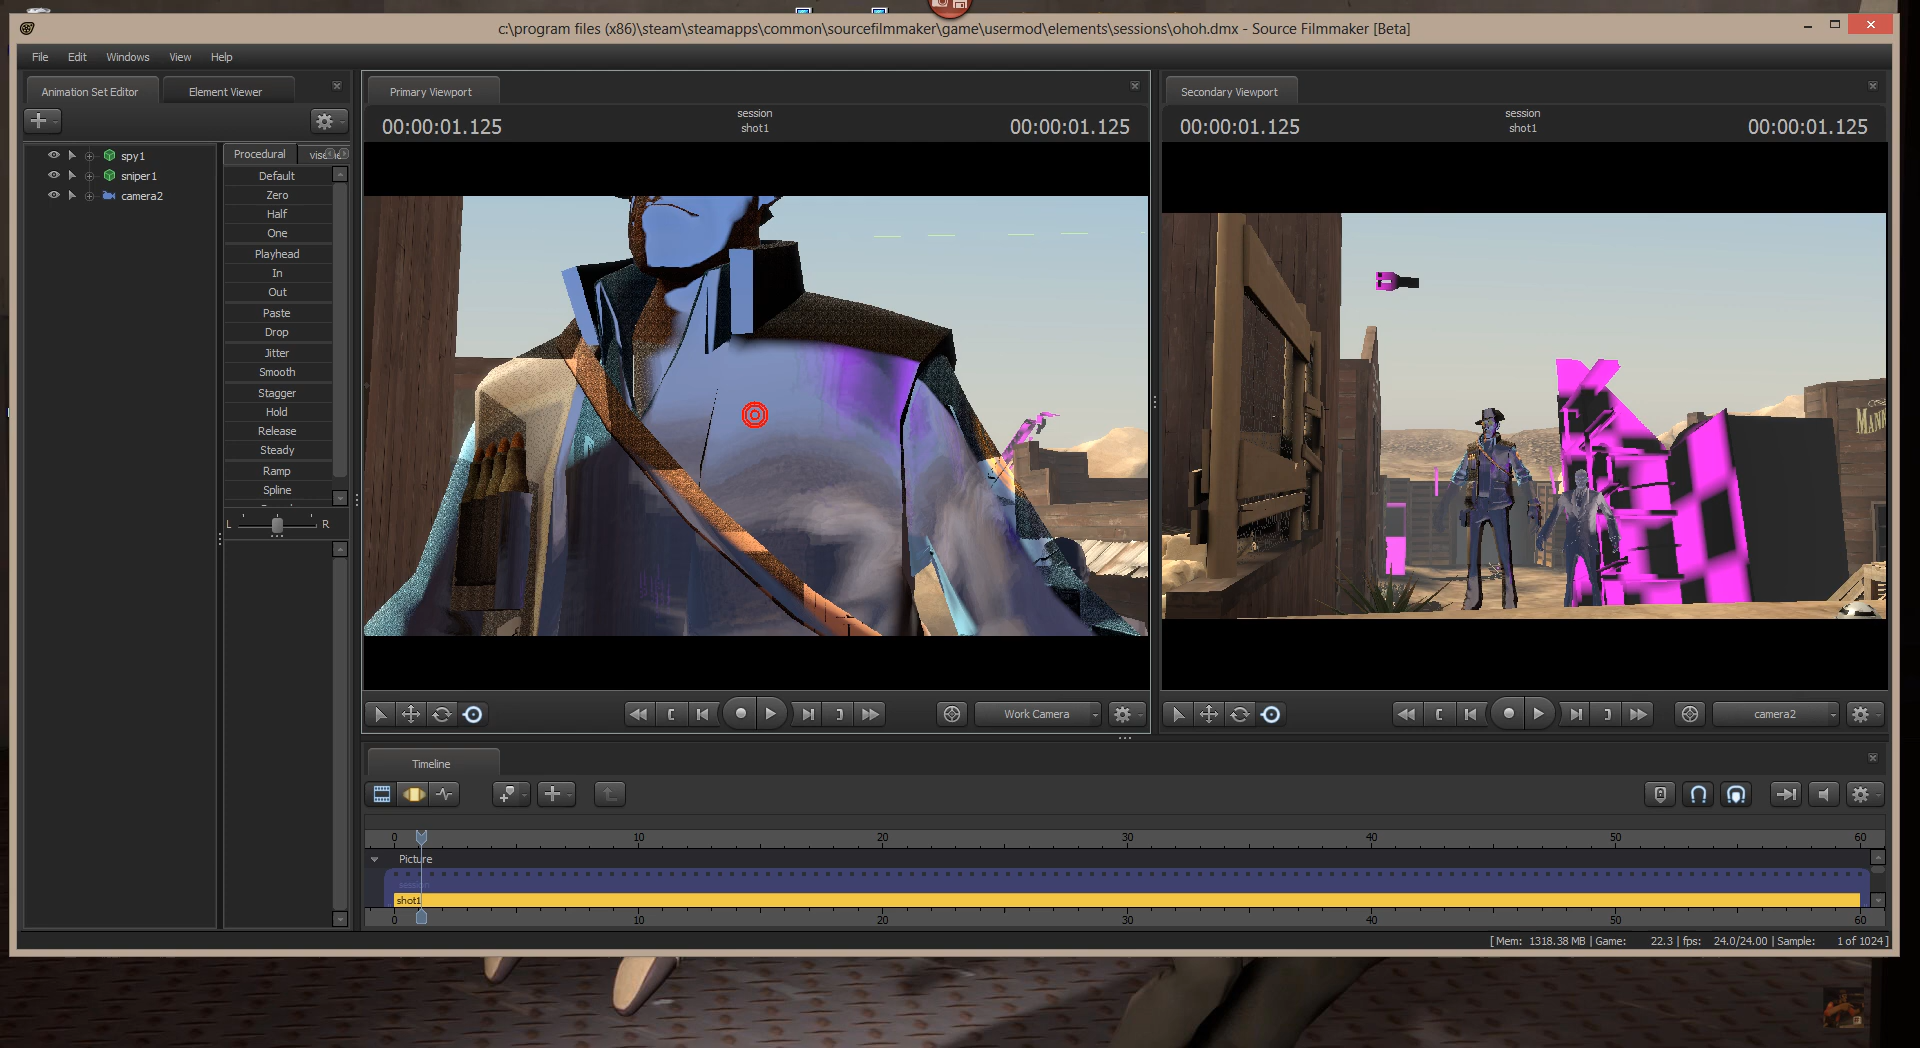 c:\program files (x86)\steam\steamapps\common\sourcefilmmaker\game\usermod\elements\sessions\ohoh.dmx - Source Filmmaker [Beta]
File Edit Windows View Help
Animation Set Editor Element Viewer
Primary Viewport
Secondary Viewport
00:00:01.125
session
shot1
00:00:01.125
00:00:01.125
session
shot1
00:00:01.125
spy1
sniper1
camera2
Procedural
Default
Zero
Half
One
Playhead
In
Out
Paste
Drop
Jitter
Smooth
Stagger
Hold
Release
Steady
Ramp
Spline
L R
MANN
Work Camera
camera2
Timeline
0 10 20 30 40 50 60
Picture
session
shot1
0 10 20 30 40 50 60
[ Mem: 1318.38 MB | Game: 22.3 | fps: 24.0/24.00 | Sample: 1 of 1024 ]